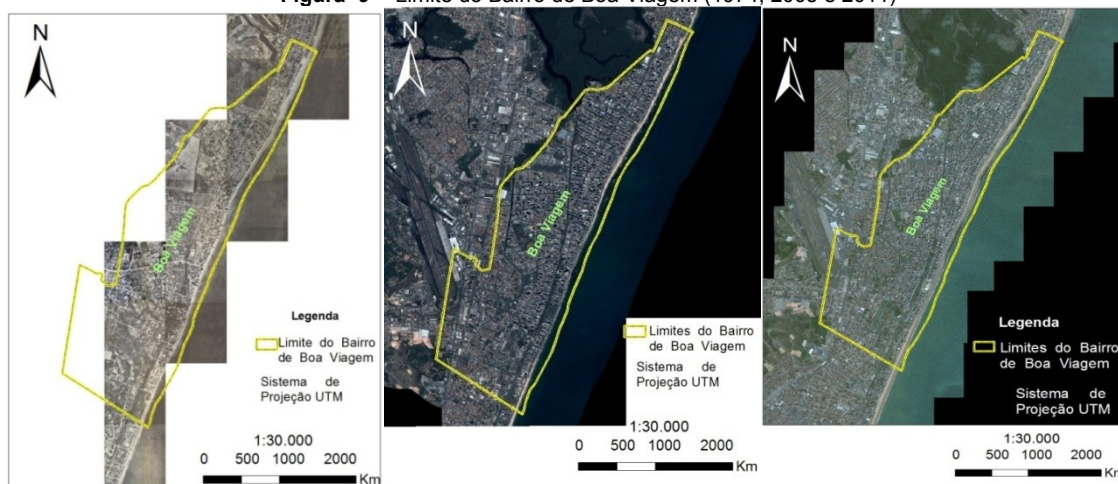 Figura
Limite do Bairro de Boa Viagem
N
Boa Viagem
Legenda
Limite do Bairro
de Boa Viagem
Sistema de
Projeção UTM
1:30.000
0 500 1000 2000
Km
N
Boa Viagem
Limites do Bairro
de Boa Viagem
Sistema de
Projeção UTM
1:30.000
0 500 1000 2000
Km
N
Boa Viagem
Legenda
Limites do Bairro
de Boa Viagem
Sistema de
Projeção UTM
1:30.000
0 500 1000 2000
Km